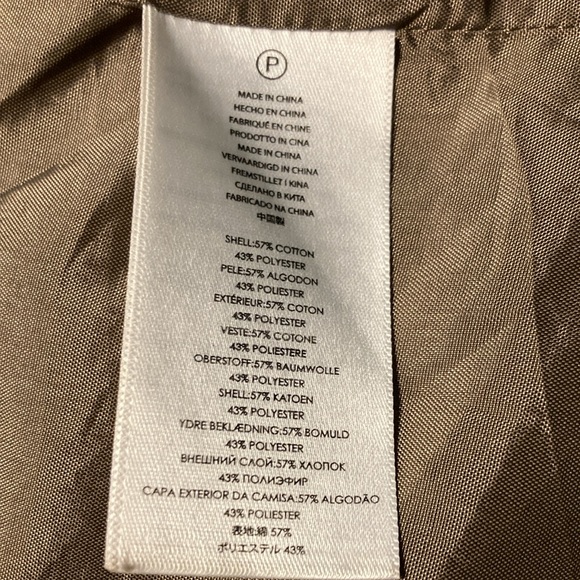 P
MADE IN CHINA
HECHO EN CHINA
FABRIQUÉ EN CHINE
PRODOTTO IN CINA
MADE IN CHINA
VERVAARDIGD IN CHINA
FREMSTILLET I KINA
СДЕЛАНО В КИТА
FABRICADO NA CHINA
中国製
SHELL:57% COTTON
43% POLYESTER
PELE:57% ALGODON
43% POLIESTER
EXTÉRIEUR:57% COTON
43% POLYESTER
VESTE:57% COTONE
43% POLIESTERE
OBERSTOFF:57% BAUMWOLLE
43% POLYESTER
SHELL:57% KATOEN
43% POLYESTER
YDRE BEKLÆDNING:57% BOMULD
43% POLYESTER
ВНЕШНИЙ СЛОЙ:57% ХЛОПОК
43% ПОЛИЭФИР
CAPA EXTERIOR DA CAMISA:57% ALGODÃO
43% POLIESTER
表地:綿 57%
ポリエステル 43%